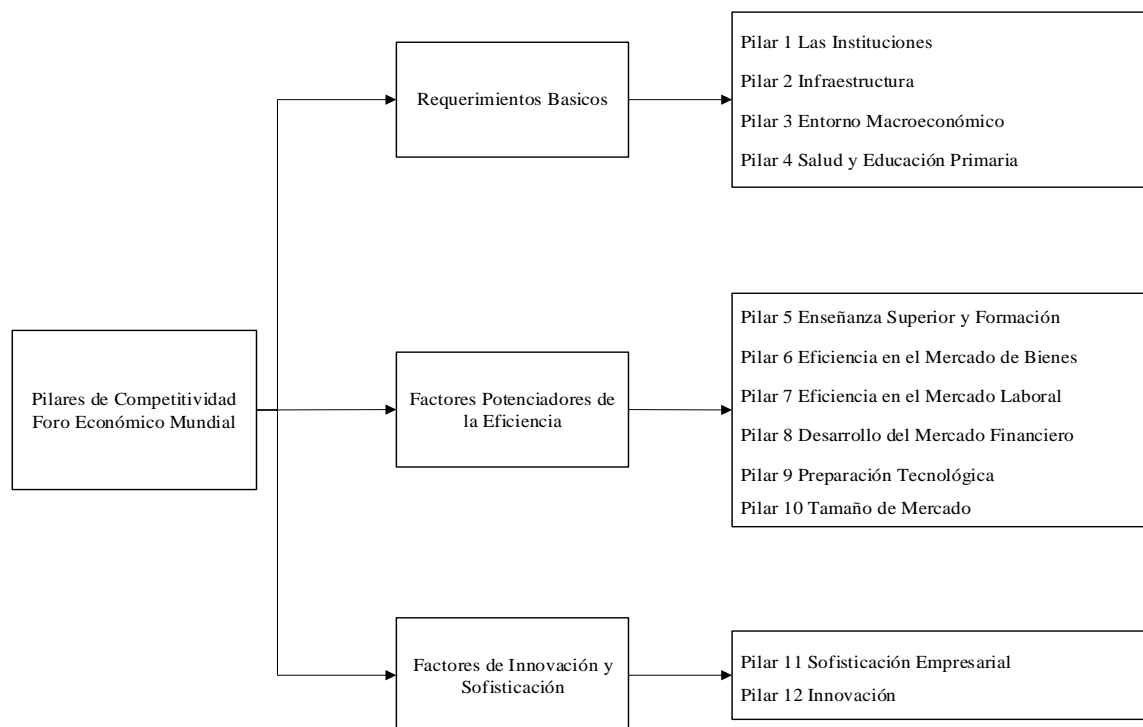 Pilares de Competitividad
Foro Económico Mundial
Requerimientos Basicos
Pilar 1 Las Instituciones
Pilar 2 Infraestructura
Pilar 3 Entorno Macroeconómico
Pilar 4 Salud y Educación Primaria
Factores Potenciadores de
la Eficiencia
Pilar 5 Enseñanza Superior y Formación
Pilar 6 Eficiencia en el Mercado de Bienes
Pilar 7 Eficiencia en el Mercado Laboral
Pilar 8 Desarrollo del Mercado Financiero
Pilar 9 Preparación Tecnológica
Pilar 10 Tamaño de Mercado
Factores de Innovación y
Sofisticación
Pilar 11 Sofisticación Empresarial
Pilar 12 Innovación